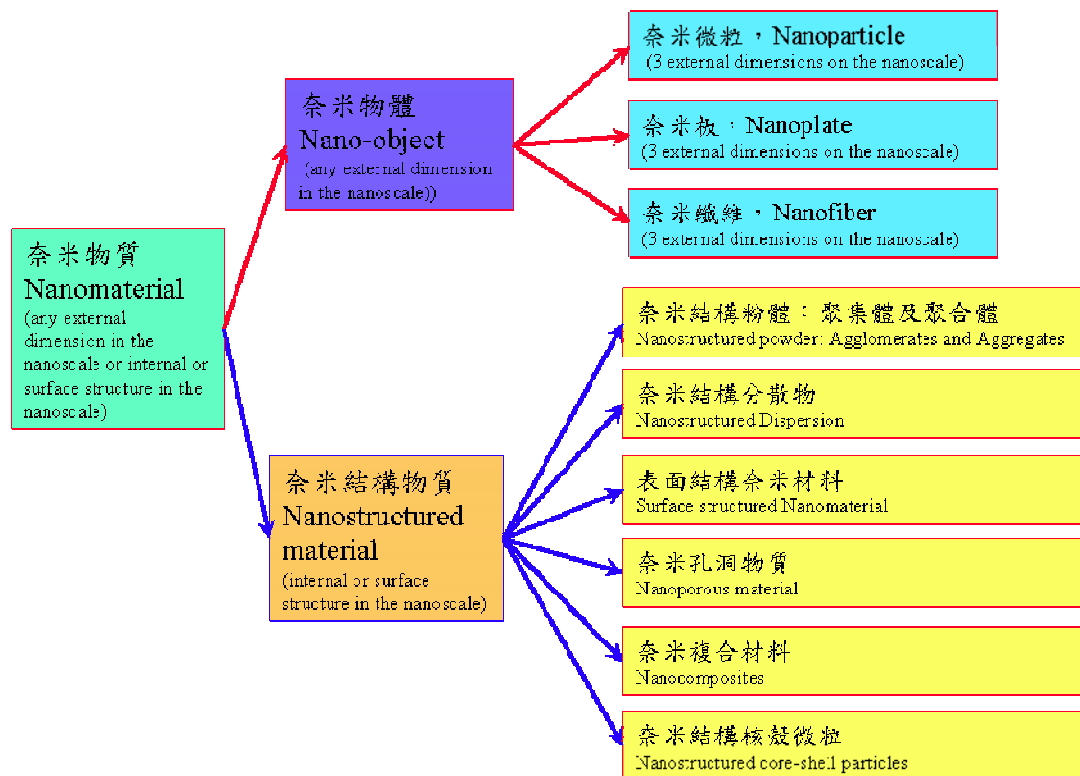 奈米物質
Nanomaterial
(any external
dimension in the
nanoscale or internal or
surface structure in the
nanoscale)
奈米物體
Nano-object
(any external dimension
in the nanoscale))
奈米結構物質
Nanostructured
material
(internal or surface
structure in the nanoscale)
奈米微粒，Nanoparticle
(3 external dimensions on the nanoscale)
奈米板，Nanoplate
(3 external dimensions on the nanoscale)
奈米纖維，Nanofiber
(3 external dimensions on the nanoscale)
奈米結構粉體：聚集體及聚合體
Nanostructured powder: Agglomerates and Aggregates
奈米結構分散物
Nanostructured Dispersion
表面結構奈米材料
Surface structured Nanomaterial
奈米孔洞物質
Nanoporous material
奈米複合材料
Nanocomposites
奈米結構核殼微粒
Nanostructured core-shell particles